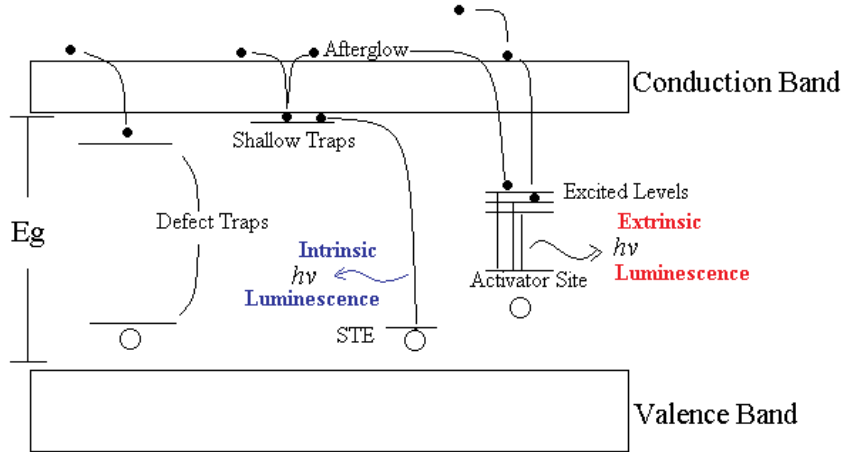 Afterglow
Conduction Band
Shallow Traps
Excited Levels
Defect Traps
Eg
Extrinsic
hν
Luminescence
Intrinsic
hν
Luminescence
Activator Site
STE
Valence Band